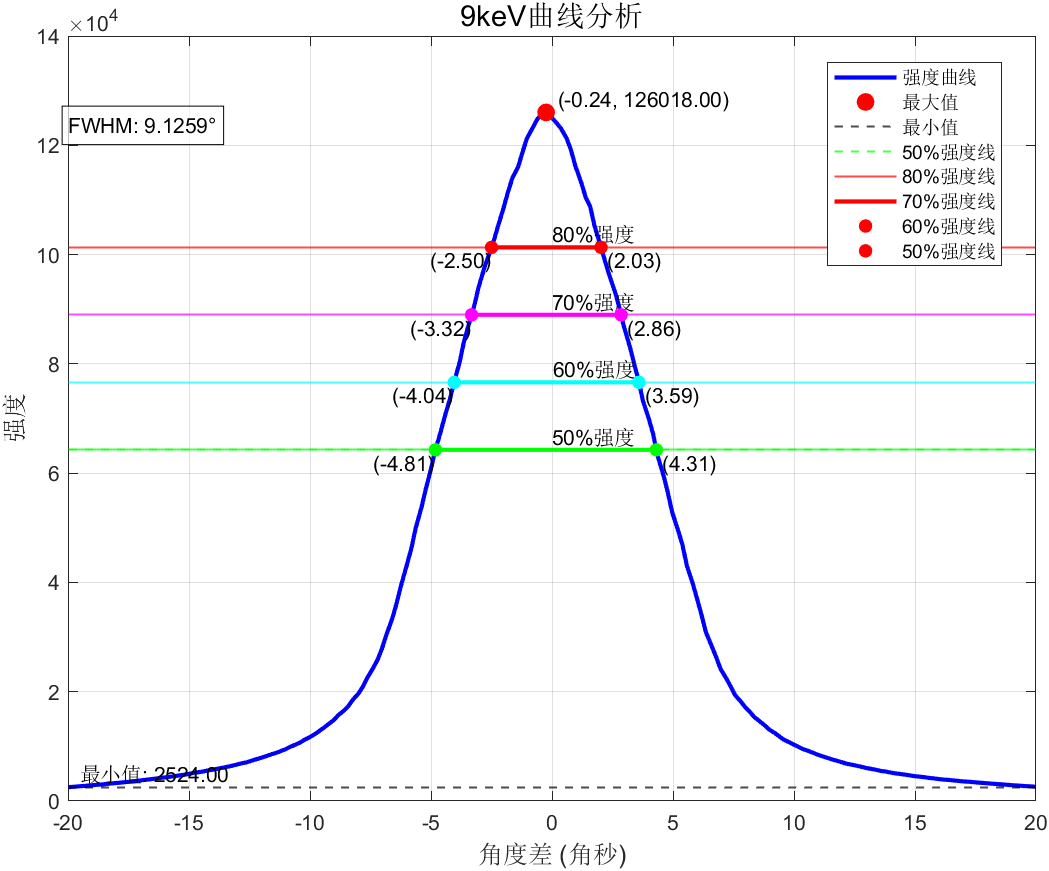 9keV曲线分析
×10⁴
14
12
10
8
6
4
2
0
强度
FWHM: 9.1259°
(-0.24, 126018.00)
强度曲线
最大值
最小值
50%强度线
80%强度线
70%强度线
60%强度线
50%强度线
80%强度
(-2.50)
(2.03)
70%强度
(-3.32)
(2.86)
60%强度
(-4.04)
(3.59)
50%强度
(-4.81)
(4.31)
最小值: 2524.00
-20 -15 -10 -5 0 5 10 15 20
角度差 (角秒)